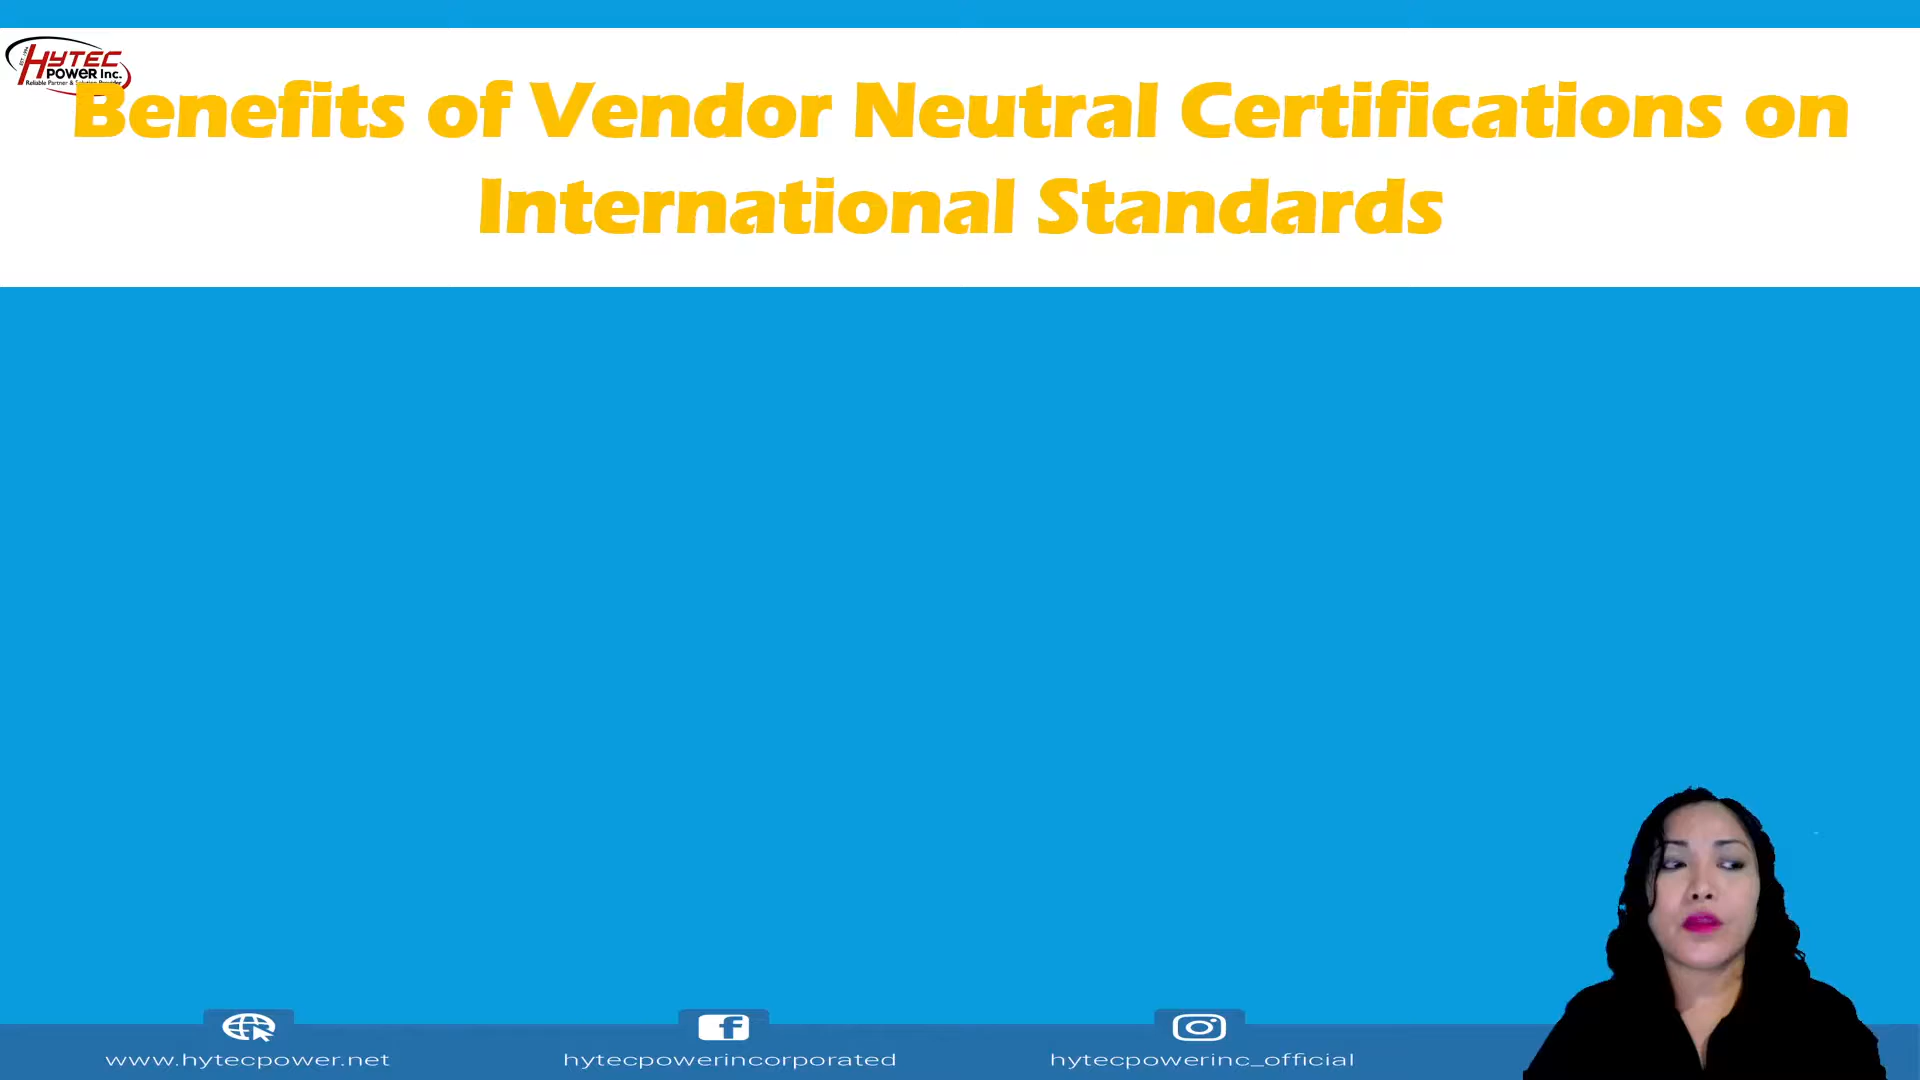 HYTEC
POWER Inc.
Benefits of Vendor Neutral Certifications on
International Standards
www.hytecpower.net
hytecpowerincorporated
hytecpowerinc_official